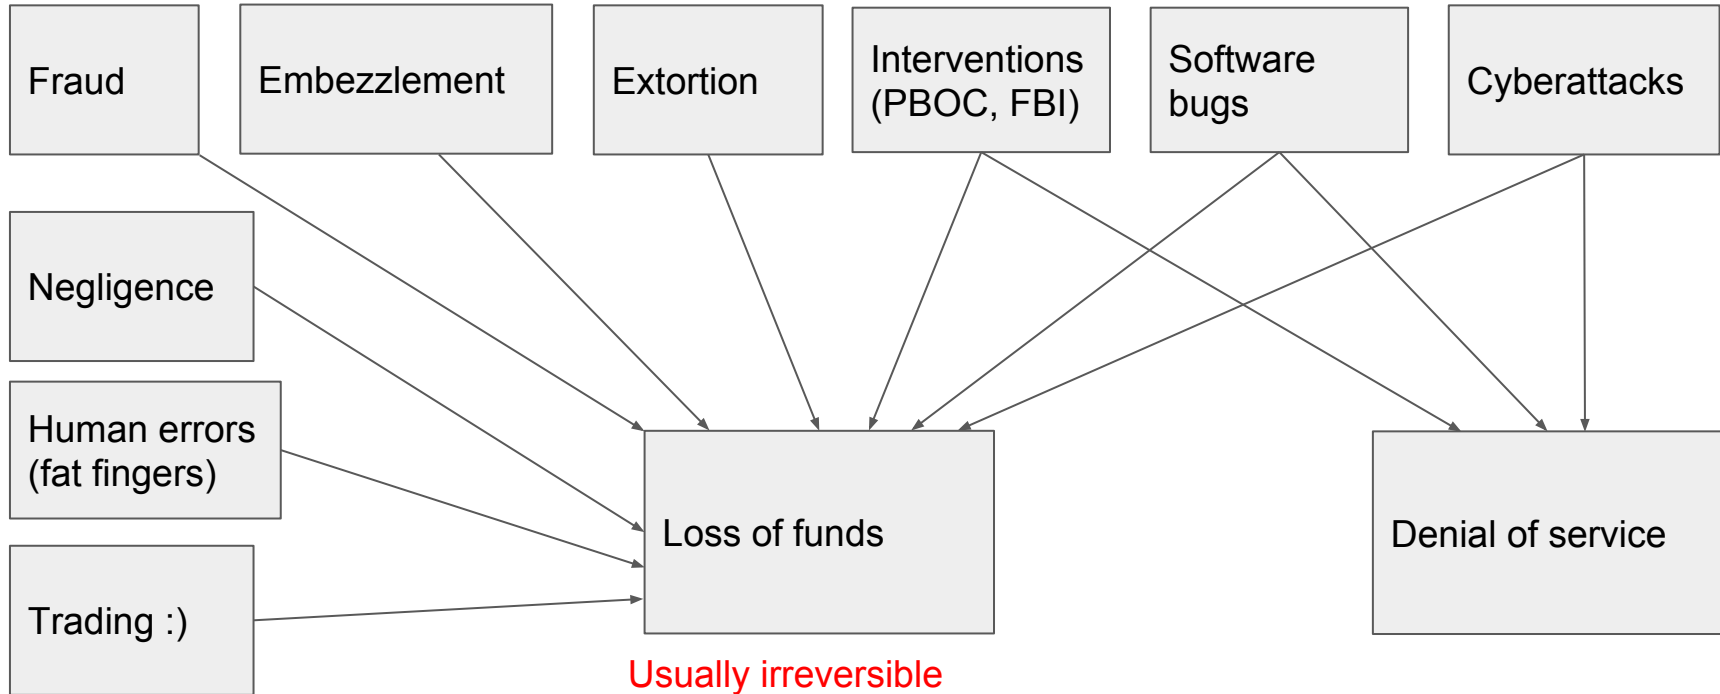 Fraud
Embezzlement
Extortion
Interventions
(PBOC, FBI)
Software
bugs
Cyberattacks
Negligence
Human errors
(fat fingers)
Trading :)
Loss of funds
Denial of service
Usually irreversible